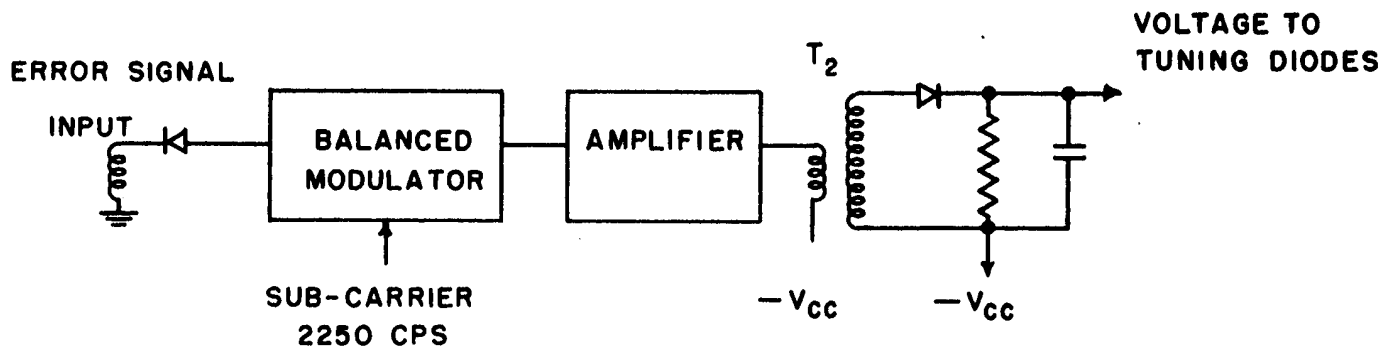 VOLTAGE TO
TUNING DIODES
T2
ERROR SIGNAL
INPUT
BALANCED
MODULATOR
AMPLIFIER
SUB-CARRIER
2250 CPS
-VCC
-VCC